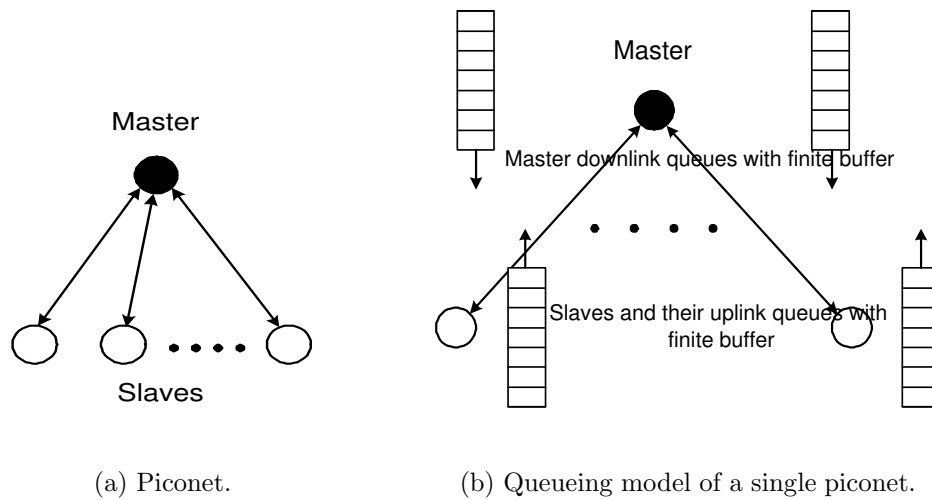 Master
Slaves
Master
Master downlink queues with finite buffer
Slaves and their uplink queues with
finite buffer
(a) Piconet.
(b) Queueing model of a single piconet.